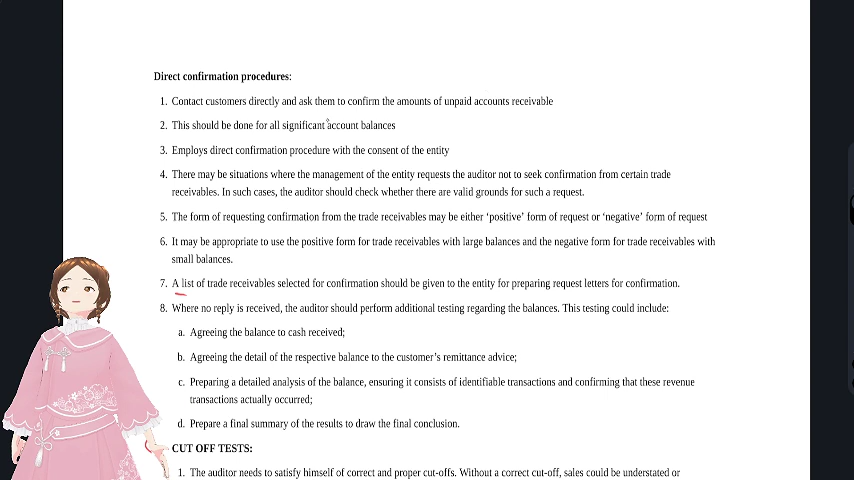 Direct confirmation procedures:
1. Contact customers directly and ask them to confirm the amounts of unpaid accounts receivable
2. This should be done for all significant account balances
3. Employs direct confirmation procedure with the consent of the entity
4. There may be situations where the management of the entity requests the auditor not to seek confirmation from certain trade
receivables. In such cases, the auditor should check whether there are valid grounds for such a request.
5. The form of requesting confirmation from the trade receivables may be either ‘positive’ form of request or ‘negative’ form of request
6. It may be appropriate to use the positive form for trade receivables with large balances and the negative form for trade receivables with
small balances.
7. A list of trade receivables selected for confirmation should be given to the entity for preparing request letters for confirmation.
8. Where no reply is received, the auditor should perform additional testing regarding the balances. This testing could include:
a. Agreeing the balance to cash received;
b. Agreeing the detail of the respective balance to the customer’s remittance advice;
c. Preparing a detailed analysis of the balance, ensuring it consists of identifiable transactions and confirming that these revenue
transactions actually occurred;
d. Prepare a final summary of the results to draw the final conclusion.
CUT OFF TESTS:
1. The auditor needs to satisfy himself of correct and proper cut-offs. Without a correct cut-off, sales could be understated or